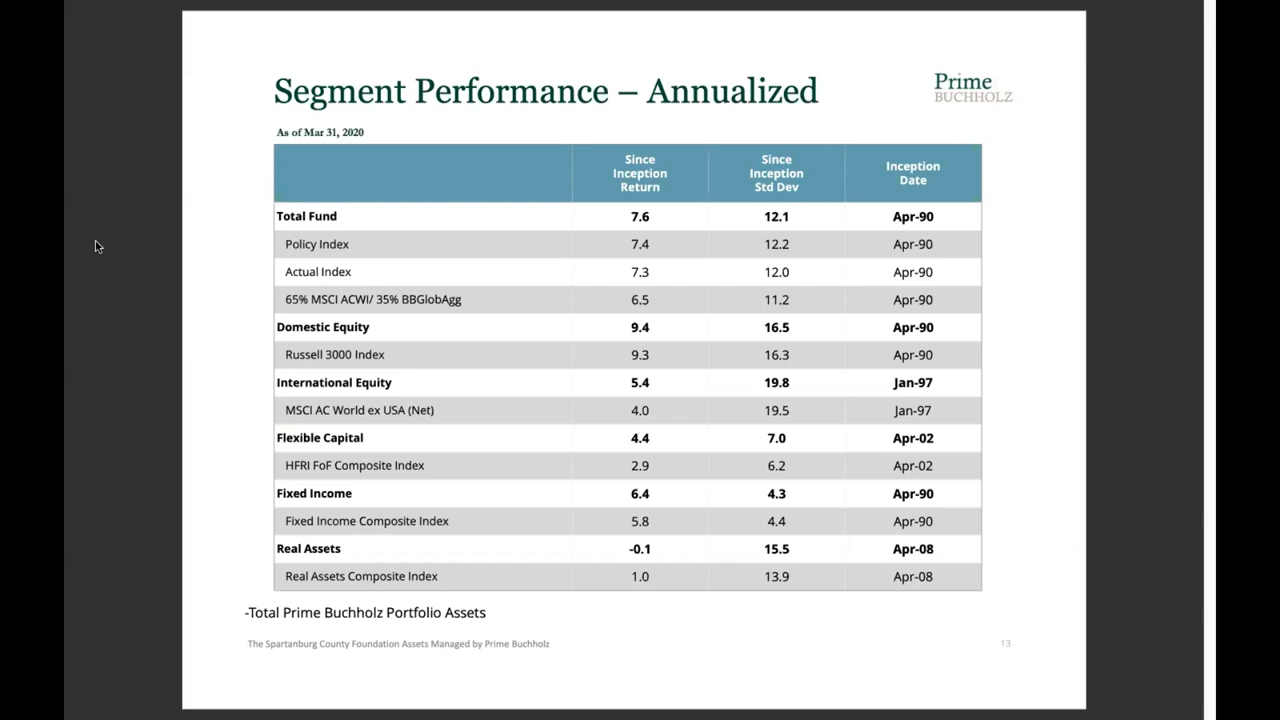 Segment Performance – Annualized
Prime
BUCHHOLZ
As of Mar 31, 2020
Since Inception Return Since Inception Std Dev Inception Date
Total Fund 7.6 12.1 Apr-90
Policy Index 7.4 12.2 Apr-90
Actual Index 7.3 12.0 Apr-90
65% MSCI ACWI/ 35% BBGlobAgg 6.5 11.2 Apr-90
Domestic Equity 9.4 16.5 Apr-90
Russell 3000 Index 9.3 16.3 Apr-90
International Equity 5.4 19.8 Jan-97
MSCI AC World ex USA (Net) 4.0 19.5 Jan-97
Flexible Capital 4.4 7.0 Apr-02
HFRI FoF Composite Index 2.9 6.2 Apr-02
Fixed Income 6.4 4.3 Apr-90
Fixed Income Composite Index 5.8 4.4 Apr-90
Real Assets -0.1 15.5 Apr-08
Real Assets Composite Index 1.0 13.9 Apr-08
-Total Prime Buchholz Portfolio Assets
The Spartanburg County Foundation Assets Managed by Prime Buchholz 13